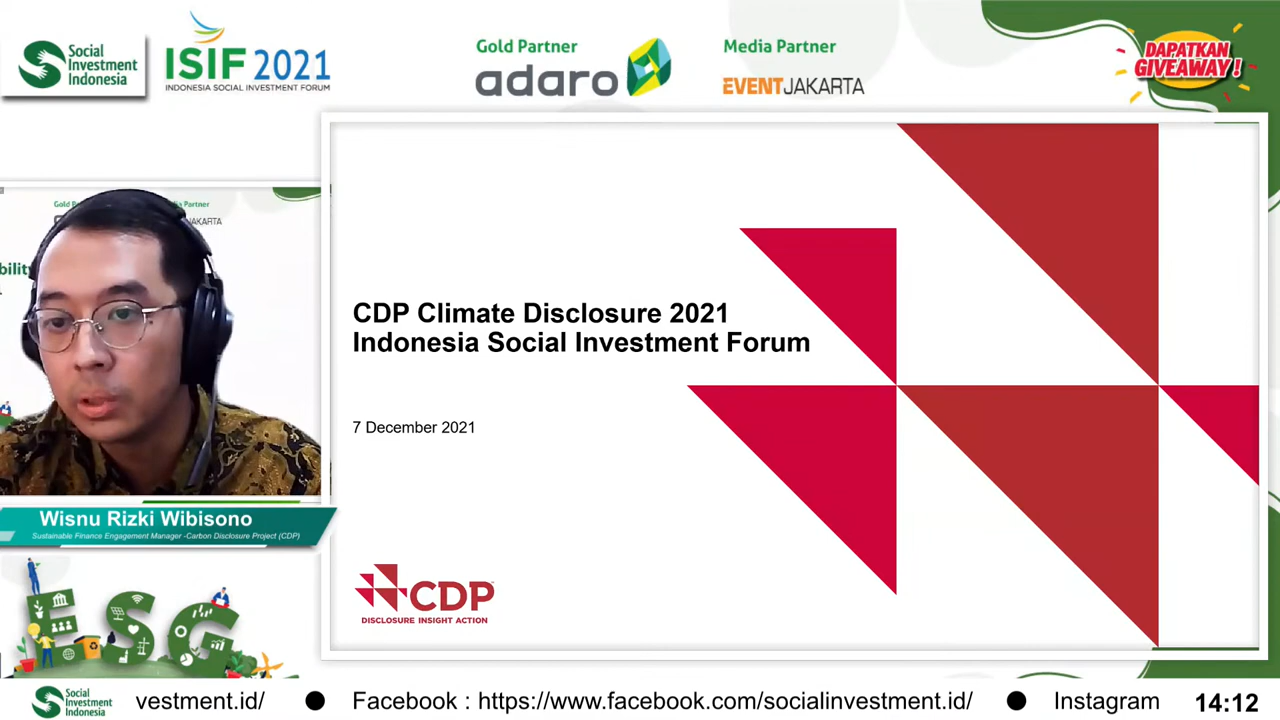 Social
Investment
Indonesia
ISIF 2021
INDONESIA SOCIAL INVESTMENT FORUM
Gold Partner
adaro
Media Partner
EVENTJAKARTA
DAPATKAN
GIVEAWAY !
JAKARTA
CDP Climate Disclosure 2021
Indonesia Social Investment Forum
7 December 2021
CDP
DISCLOSURE INSIGHT ACTION
Wisnu Rizki Wibisono
Sustainable Finance Engagement Manager -Carbon Disclosure Project (CDP)
ESG
Social
Investment
Indonesia
vestment.id/ ● Facebook : https://www.facebook.com/socialinvestment.id/ ● Instagram
14:12